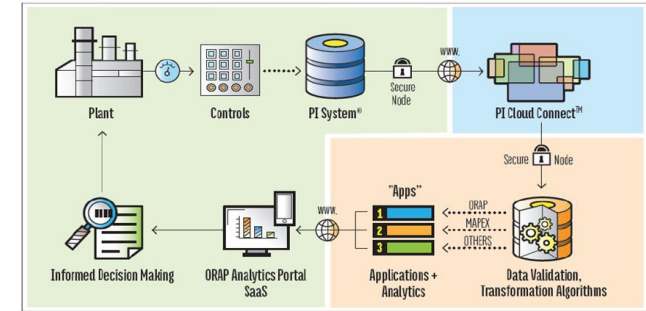 WWW.
Secure
Node
Plant
Controls
PI System®
PI Cloud Connect™
Secure Node
"Apps"
1
2
3
ORAP
MAPEX
OTHERS
WWW.
Informed Decision Making
ORAP Analytics Portal
SaaS
Applications +
Analytics
Data Validation,
Transformation Algorithms